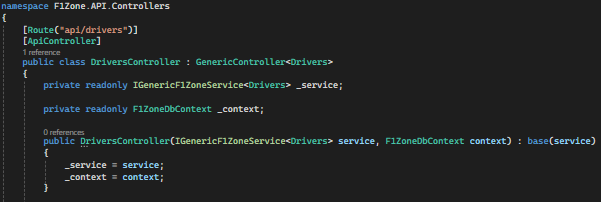 namespace F1Zone.API.Controllers
{
[Route("api/drivers")]
[ApiController]
1 reference
public class DriversController : GenericController<Drivers>
{
private readonly IGenericF1ZoneService<Drivers> _service;
private readonly F1ZoneDbContext _context;
0 references
public DriversController(IGenericF1ZoneService<Drivers> service, F1ZoneDbContext context) : base(service)
{
_service = service;
_context = context;
}